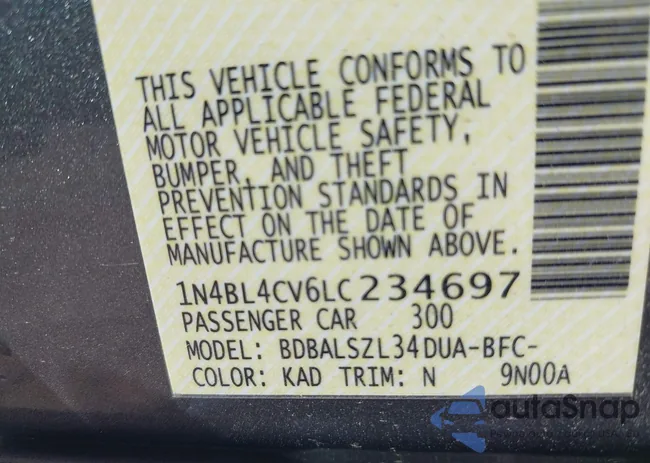 THIS VEHICLE CONFORMS TO
ALL APPLICABLE FEDERAL
MOTOR VEHICLE SAFETY,
BUMPER, AND THEFT
PREVENTION STANDARDS IN
EFFECT ON THE DATE OF
MANUFACTURE SHOWN ABOVE.
1N4BL4CV6LC234697
PASSENGER CAR 300
MODEL: BDBALSZL34DUA-BFC-
COLOR: KAD TRIM: N 9N00A
autoSnap